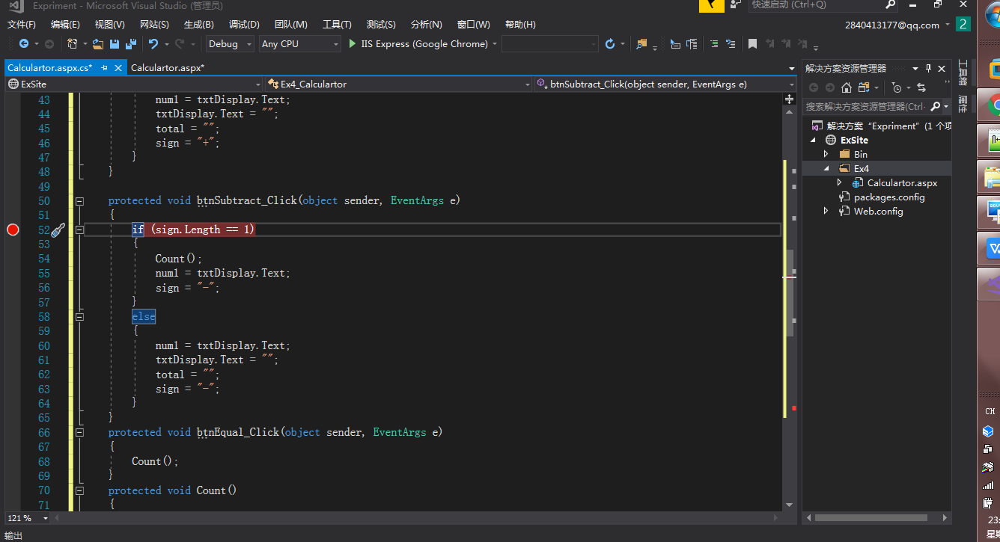 Expriment - Microsoft Visual Studio (管理员)
快速启动 (Ctrl+Q)
文件(F) 编辑(E) 视图(V) 网站(S) 生成(B) 调试(D) 团队(M) 工具(T) 测试(S) 分析(N) 窗口(W) 帮助(H)
2840413177@qq.com 2
Debug Any CPU IIS Express (Google Chrome)
Calculartor.aspx.cs* Calculartor.aspx*
ExSite Ex4_Calculartor btnSubtract_Click(object sender, EventArgs e)
43 num1 = txtDisplay.Text;
44 txtDisplay.Text = "";
45 total = "";
46 sign = "+";
47 }
48 }
49
50 protected void btnSubtract_Click(object sender, EventArgs e)
51 {
52 if (sign.Length == 1)
53 {
54 Count();
55 num1 = txtDisplay.Text;
56 sign = "-";
57 }
58 else
59 {
60 num1 = txtDisplay.Text;
61 txtDisplay.Text = "";
62 total = "";
63 sign = "-";
64 }
65 }
66 protected void btnEqual_Click(object sender, EventArgs e)
67 {
68 Count();
69 }
70 protected void Count()
71 {
121 %
输出
解决方案资源管理器
搜索解决方案资源管理器(Ctrl
解决方案 "Expriment" (1 个项
ExSite
Bin
Ex4
Calculartor.aspx
packages.config
Web.config
工具箱
属性
CH
23:
星期